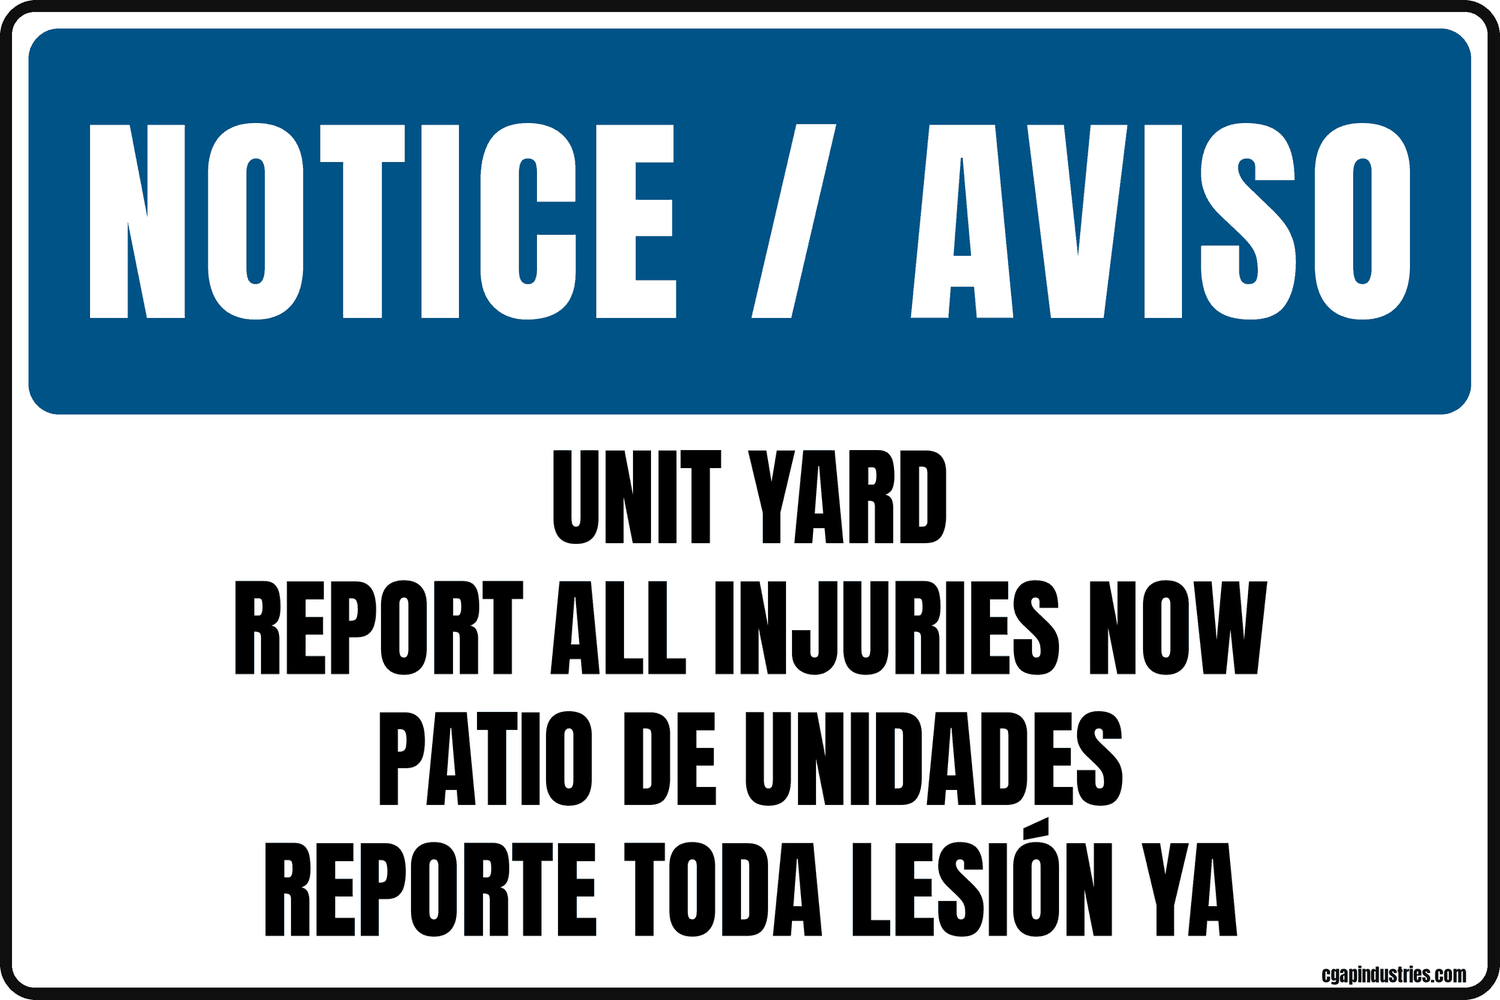 NOTICE / AVISO
UNIT YARD
REPORT ALL INJURIES NOW
PATIO DE UNIDADES
REPORTE TODA LESIÓN YA
cgapindustries.com